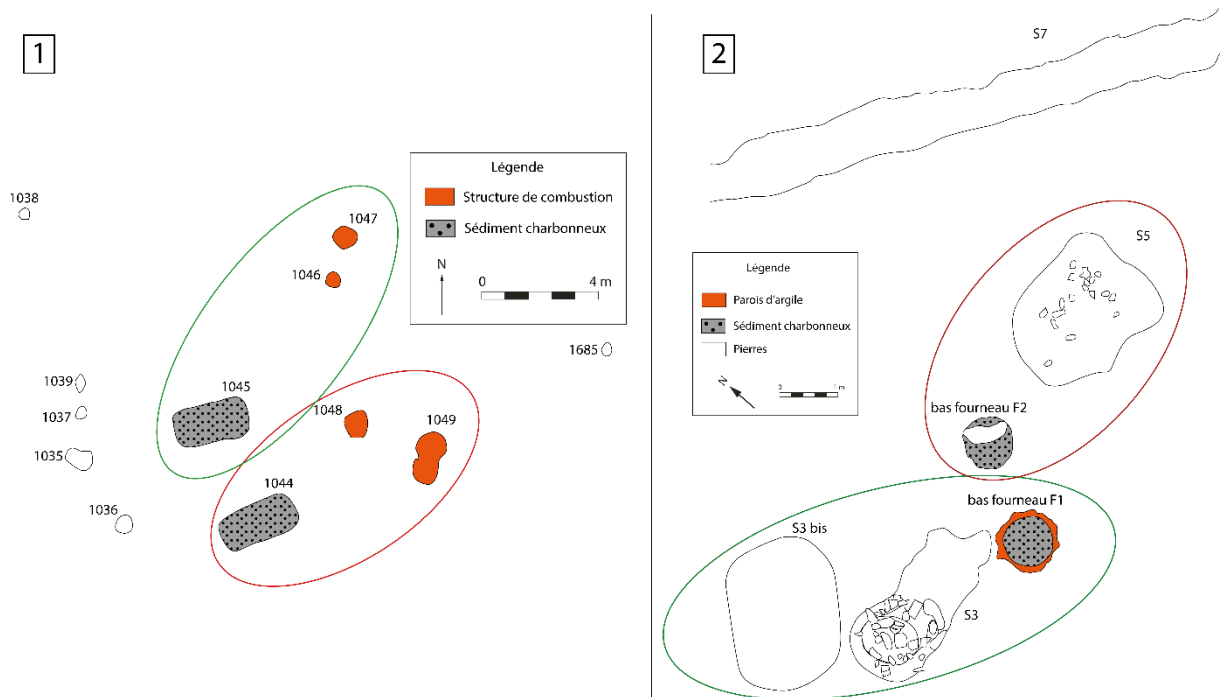 1
1038
1047
1046
Légende
Structure de combustion
Sédiment charbonneux
N
0
4 m
1685
1039
1037
1045
1035
1048
1049
1044
1036
2
S7
S5
Légende
Parois d'argile
Sédiment charbonneux
Pierres
N
1 m
bas fourneau F2
bas fourneau F1
S3 bis
S3